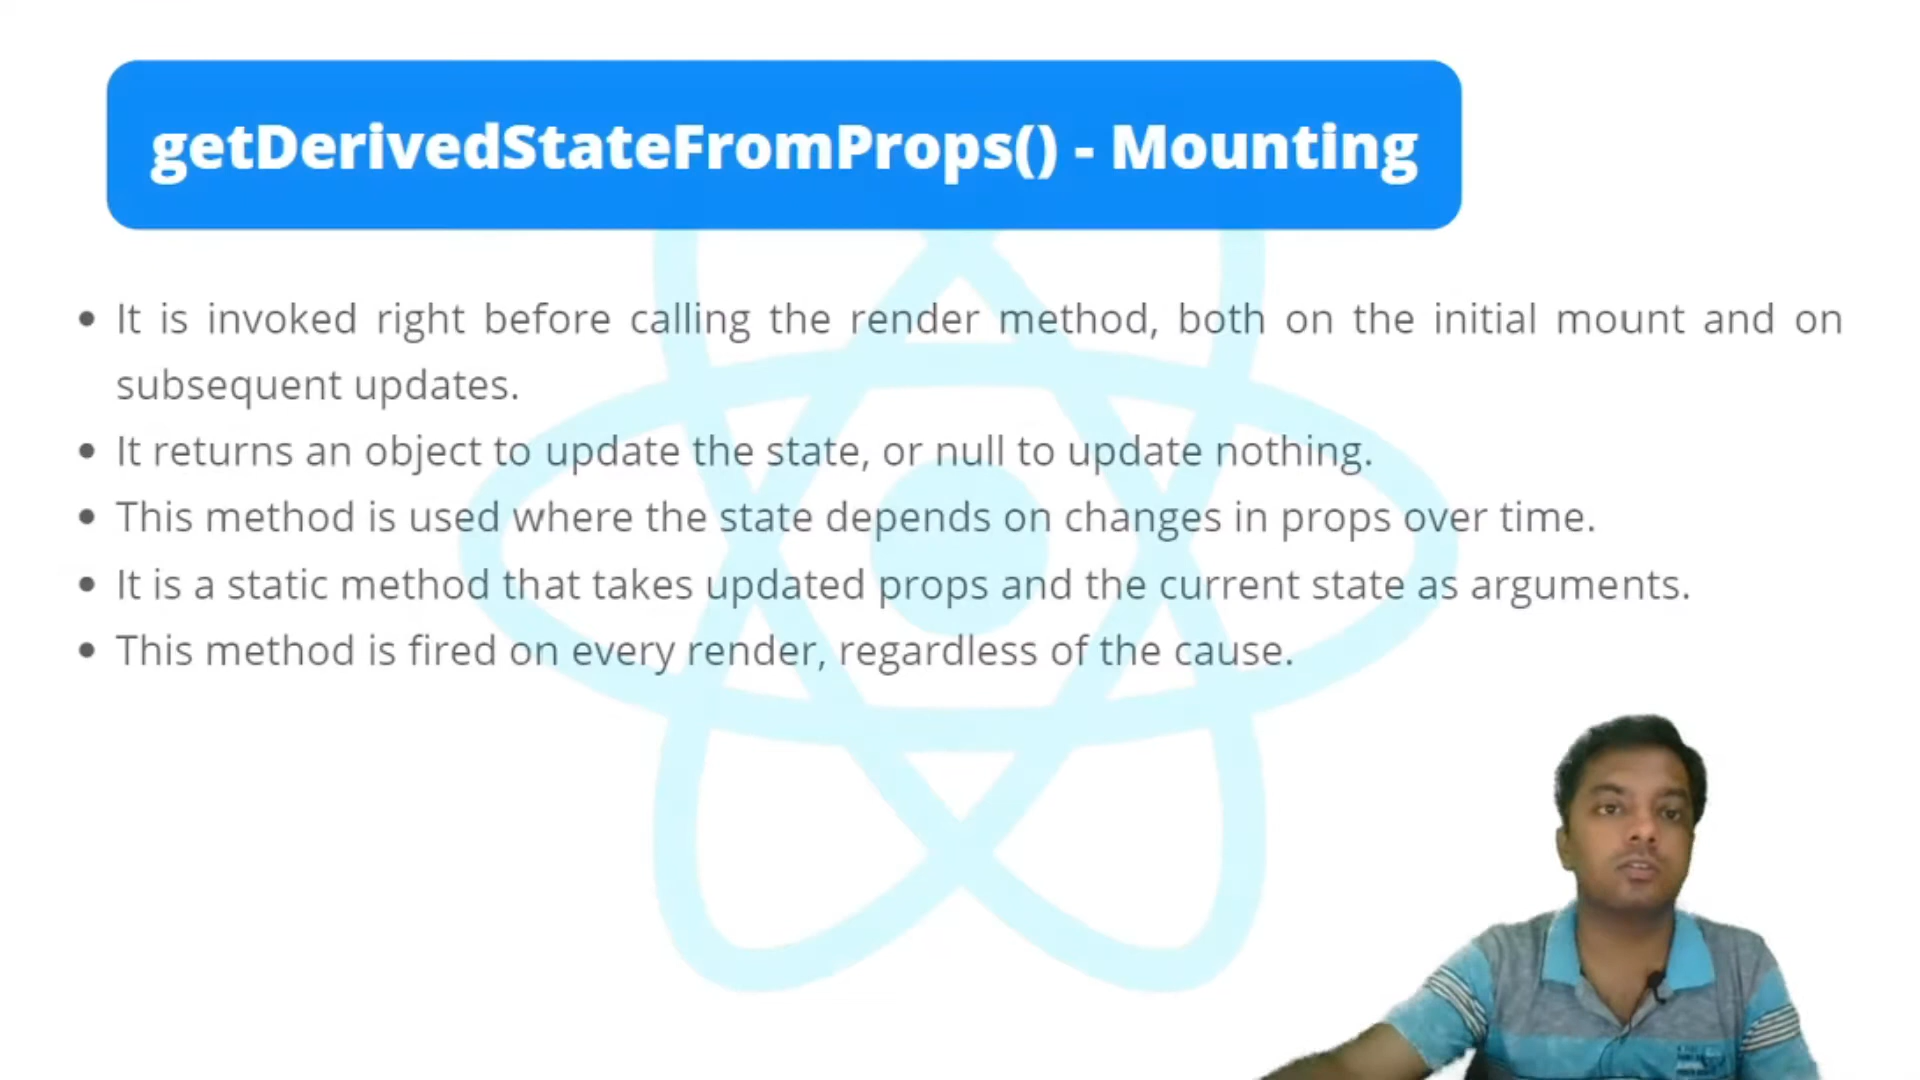 getDerivedStateFromProps() - Mounting
• It is invoked right before calling the render method, both on the initial mount and on
subsequent updates.
• It returns an object to update the state, or null to update nothing.
• This method is used where the state depends on changes in props over time.
• It is a static method that takes updated props and the current state as arguments.
• This method is fired on every render, regardless of the cause.